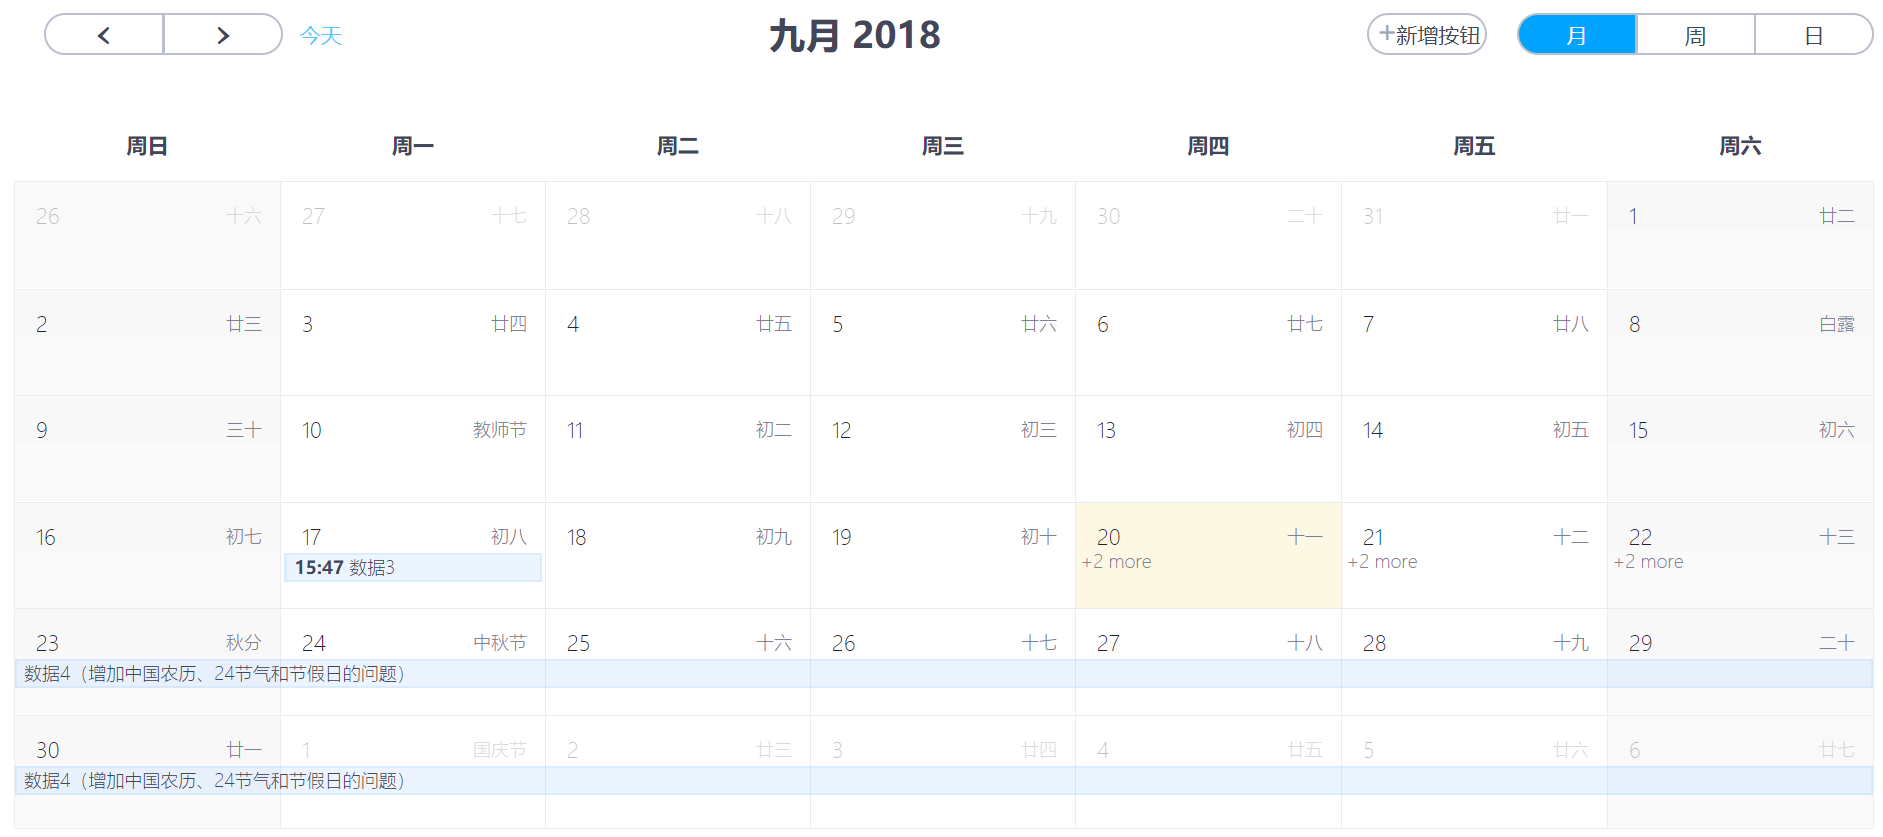 < > 今天 九月 2018 +新增按钮 月 周 日
周日 周一 周二 周三 周四 周五 周六
26 十六 27 十七 28 十八 29 十九 30 二十 31 廿一 1 廿二
2 廿三 3 廿四 4 廿五 5 廿六 6 廿七 7 廿八 8 白露
9 三十 10 教师节 11 初二 12 初三 13 初四 14 初五 15 初六
16 初七 17 初八 18 初九 19 初十 20 十一 21 十二 22 十三
15:47 数据3 +2 more +2 more +2 more
23 秋分 24 中秋节 25 十六 26 十七 27 十八 28 十九 29 二十
数据4（增加中国农历、24节气和节假日的问题）
30 廿一 1 国庆节 2 廿三 3 廿四 4 廿五 5 廿六 6 廿七
数据4（增加中国农历、24节气和节假日的问题）